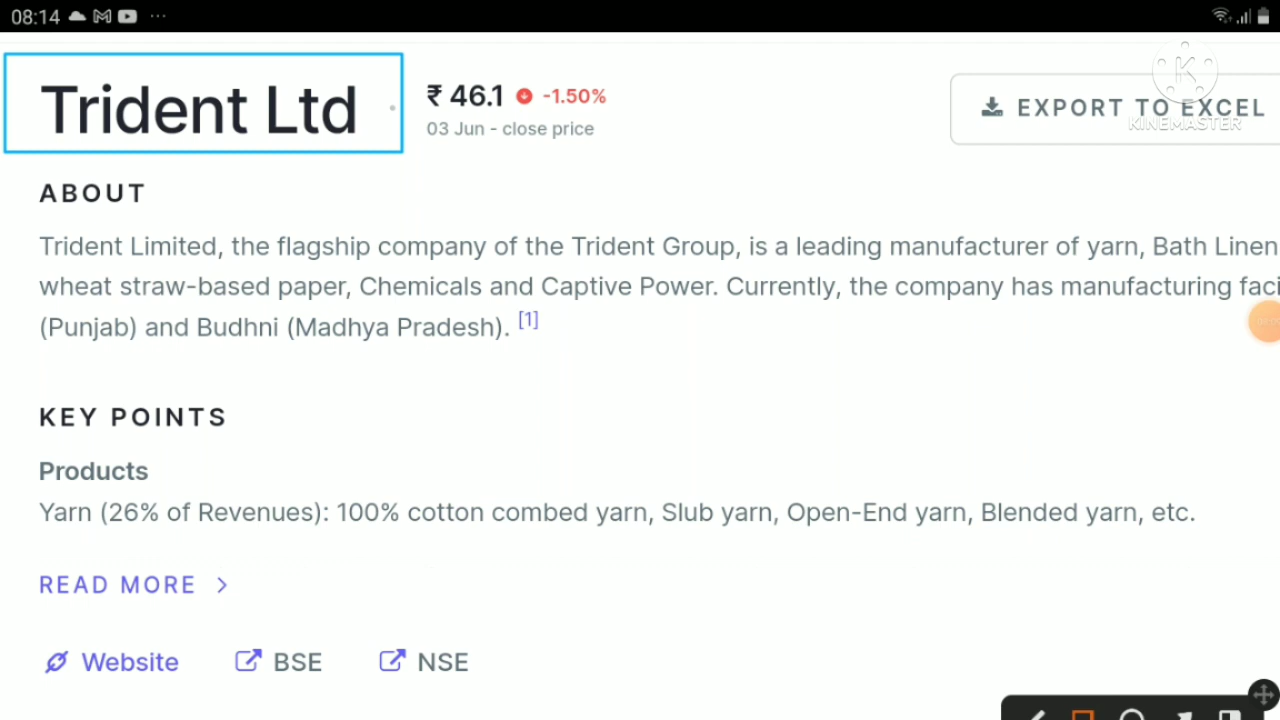 08:14
Trident Ltd
₹ 46.1 -1.50%
03 Jun - close price
EXPORT TO EXCEL
KINEMASTER
ABOUT
Trident Limited, the flagship company of the Trident Group, is a leading manufacturer of yarn, Bath Linen
wheat straw-based paper, Chemicals and Captive Power. Currently, the company has manufacturing faci
(Punjab) and Budhni (Madhya Pradesh). [1]
KEY POINTS
Products
Yarn (26% of Revenues): 100% cotton combed yarn, Slub yarn, Open-End yarn, Blended yarn, etc.
READ MORE >
Website BSE NSE